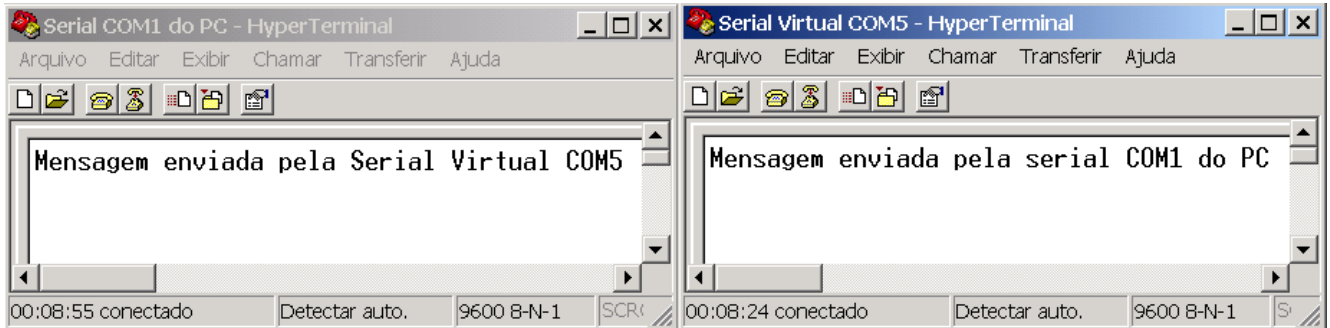 Serial COM1 do PC - HyperTerminal
Arquivo Editar Exibir Chamar Transferir Ajuda
Mensagem enviada pela Serial Virtual COM5
00:08:55 conectado Detectar auto. 9600 8-N-1
Serial Virtual COM5 - HyperTerminal
Arquivo Editar Exibir Chamar Transferir Ajuda
Mensagem enviada pela serial COM1 do PC
00:08:24 conectado Detectar auto. 9600 8-N-1